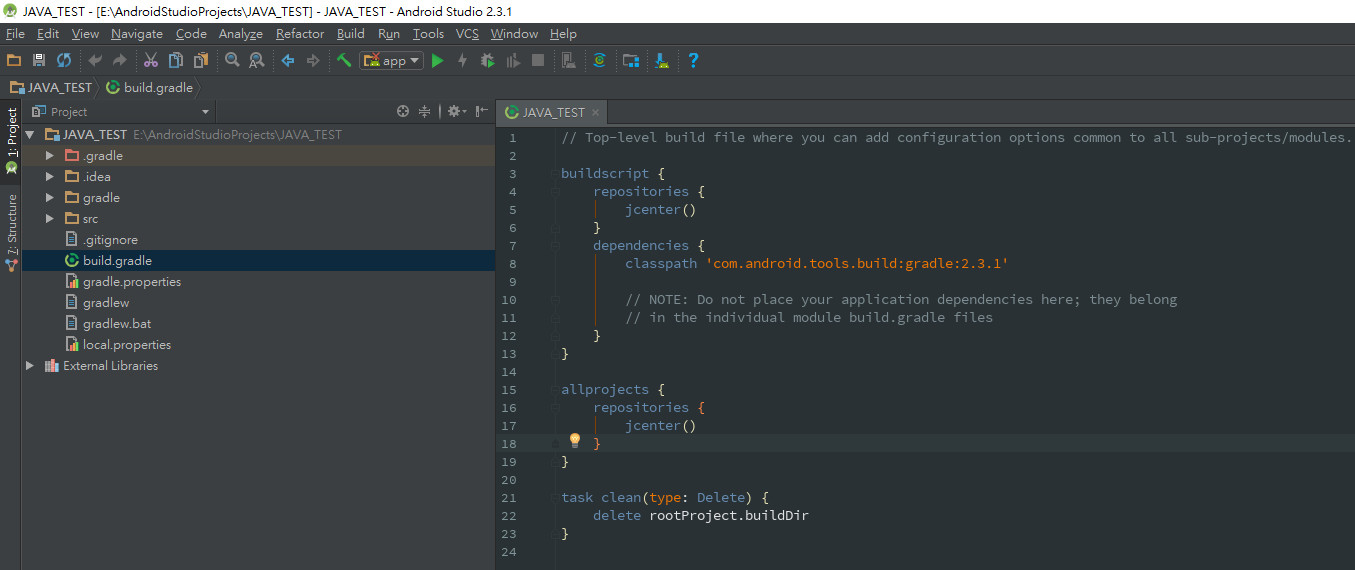 JAVA_TEST - [E:\AndroidStudioProjects\JAVA_TEST] - JAVA_TEST - Android Studio 2.3.1
File Edit View Navigate Code Analyze Refactor Build Run Tools VCS Window Help
app
JAVA_TEST build.gradle
1: Project
7: Structure
Project
JAVA_TEST E:\AndroidStudioProjects\JAVA_TEST
.gradle
.idea
gradle
src
.gitignore
build.gradle
gradle.properties
gradlew
gradlew.bat
local.properties
External Libraries
JAVA_TEST
1 // Top-level build file where you can add configuration options common to all sub-projects/modules.
2
3 buildscript {
4 repositories {
5 jcenter()
6 }
7 dependencies {
8 classpath 'com.android.tools.build:gradle:2.3.1'
9
10 // NOTE: Do not place your application dependencies here; they belong
11 // in the individual module build.gradle files
12 }
13 }
14
15 allprojects {
16 repositories {
17 jcenter()
18 }
19 }
20
21 task clean(type: Delete) {
22 delete rootProject.buildDir
23 }
24